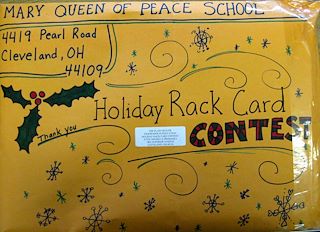 MARY QUEEN OF PEACE SCHOOL
4419 Pearl Road
Cleveland, OH
44109
Holiday Rack Card
Thank you
CONTEST